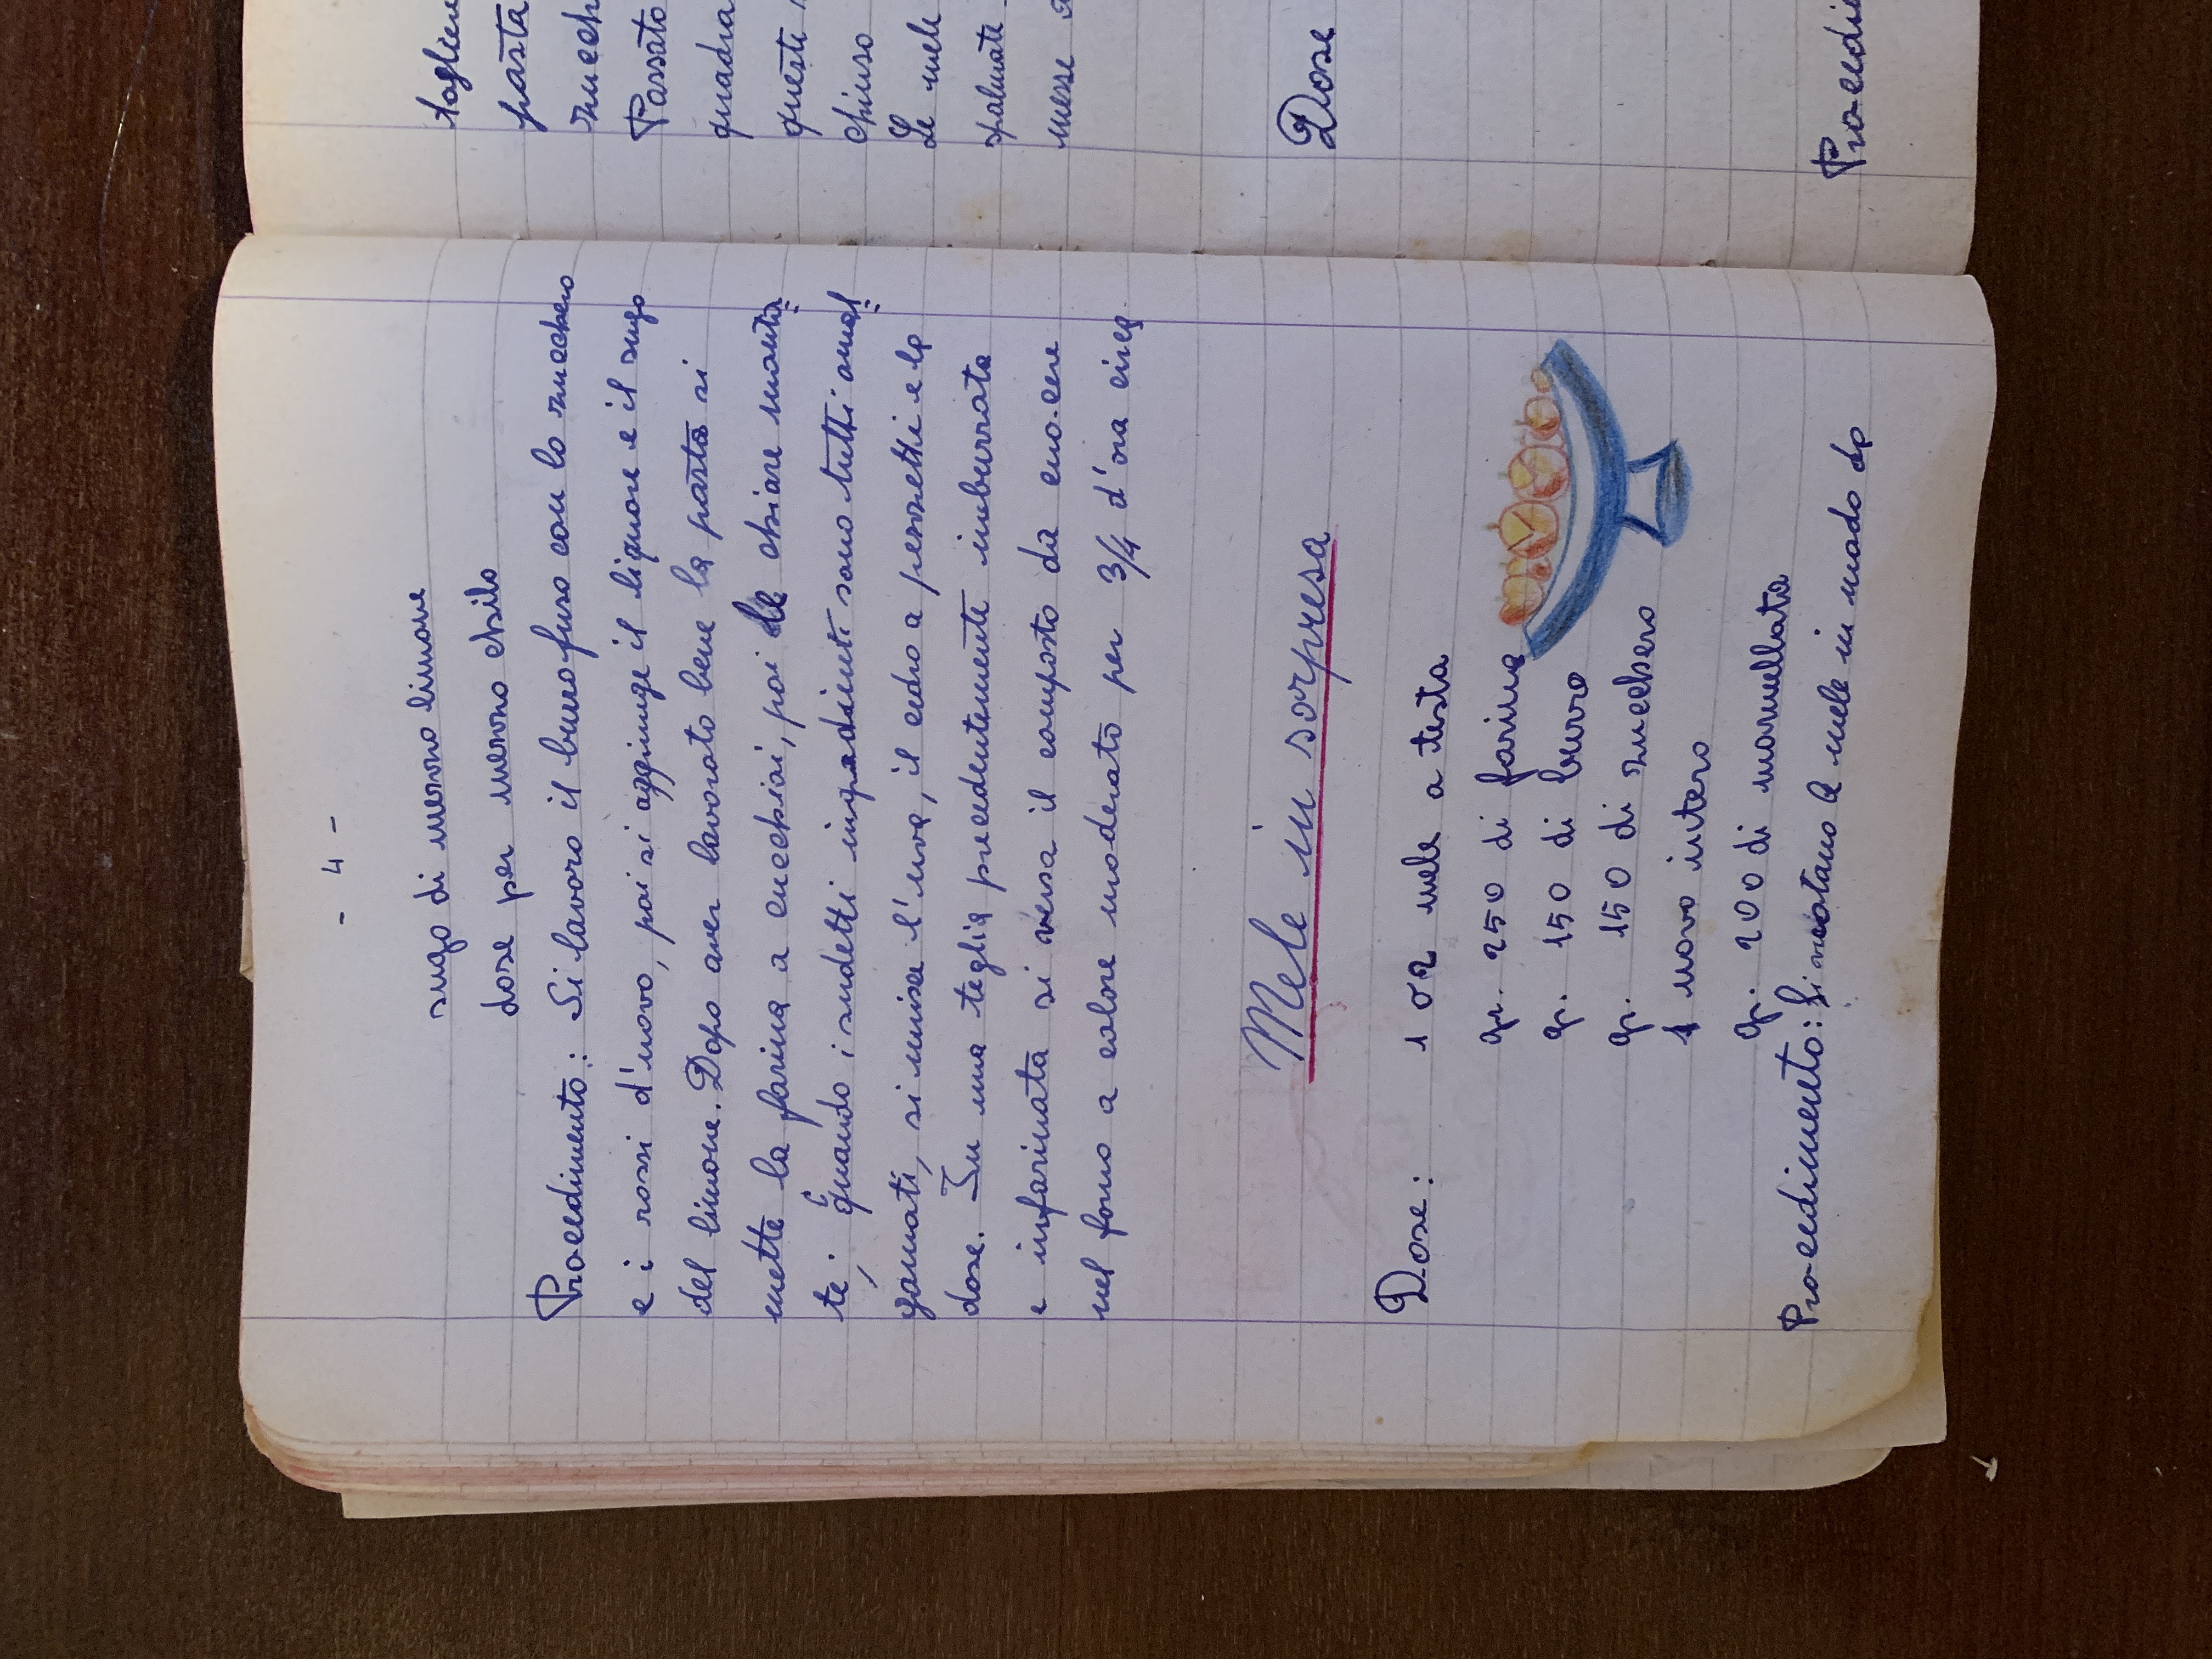 - 4 -
sugo di mezzo limone
dose per mezzo chilo
Procedimento: Si lavora il burro fuso con lo zucchero
e i rossi d'uovo, poi si aggiunge il liquore e il sugo
del limone. Dopo aver lavorato bene la pasta si
mette la farina a cucchiai, poi le chiare monta=
te; quando i sudetti ingredienti sono tutti amal=
gamati, si unisce l'uva, il cedro a pezzetti e la
dose. In una teglia precedentemente imburrata
e infarinata si versa il composto da cuo-cere
nel forno a calore moderato per 3/4 d'ora circa.
Mele in sorpresa
Dose: 1 o 2 mele a testa
gr. 250 di farina
gr. 150 di burro
gr. 150 di zucchero
1 uovo intero
gr. 200 di marmellata
Procedimento: Si vuotano le mele in modo da
pasta
zucch
Passato
quadra
queste
chiuso
Le mele
spalmate
messe a
Dose
Procedi